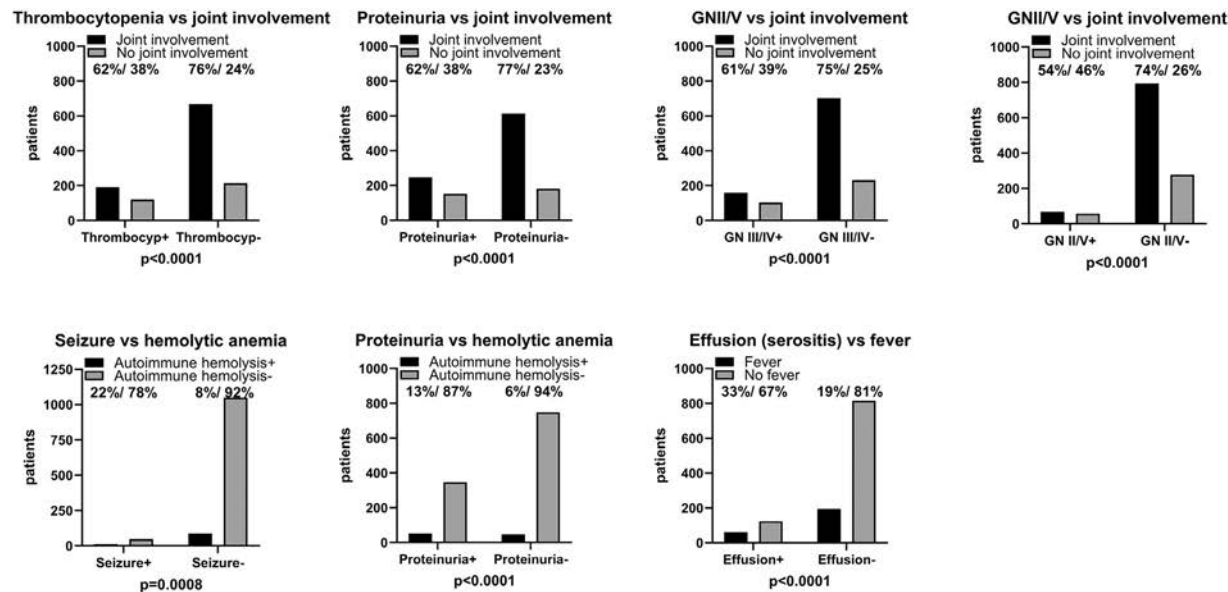 Thrombocytopenia vs joint involvement
1000
800
600
400
200
0
patients
Joint involvement
No joint involvement
62%/ 38% 76%/ 24%
Thrombocyp+ Thrombocyp-
p<0.0001
Proteinuria vs joint involvement
1000
800
600
400
200
0
patients
Joint involvement
No joint involvement
62%/ 38% 77%/ 23%
Proteinuria+ Proteinuria-
p<0.0001
GNII/V vs joint involvement
1000
800
600
400
200
0
patients
Joint involvement
No joint involvement
61%/ 39% 75%/ 25%
GN III/IV+ GN III/IV-
p<0.0001
GNII/V vs joint involvement
1000
800
600
400
200
0
patients
Joint involvement
No joint involvement
54%/ 46% 74%/ 26%
GN II/V+ GN II/V-
p<0.0001
Seizure vs hemolytic anemia
1250
1000
750
500
250
0
patients
Autoimmune hemolysis+
Autoimmune hemolysis-
22%/ 78% 8%/ 92%
Seizure+ Seizure-
p=0.0008
Proteinuria vs hemolytic anemia
1000
800
600
400
200
0
patients
Autoimmune hemolysis+
Autoimmune hemolysis-
13%/ 87% 6%/ 94%
Proteinuria+ Proteinuria-
p<0.0001
Effusion (serositis) vs fever
1000
800
600
400
200
0
patients
Fever
No fever
33%/ 67% 19%/ 81%
Effusion+ Effusion-
p<0.0001